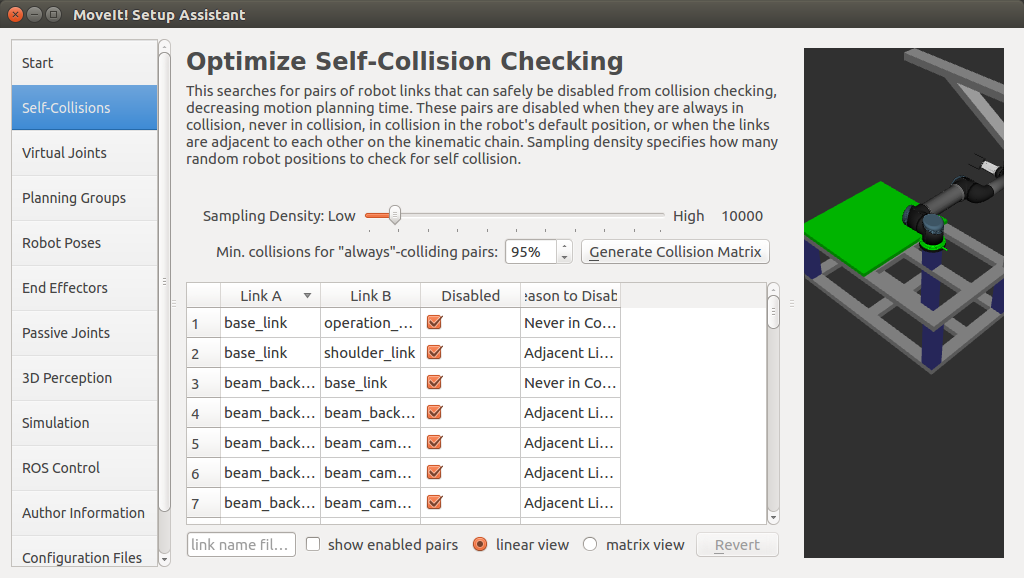 MoveIt! Setup Assistant
Start
Self-Collisions
Virtual Joints
Planning Groups
Robot Poses
End Effectors
Passive Joints
3D Perception
Simulation
ROS Control
Author Information
Configuration Files
Optimize Self-Collision Checking
This searches for pairs of robot links that can safely be disabled from collision checking,
decreasing motion planning time. These pairs are disabled when they are always in
collision, never in collision, in collision in the robot's default position, or when the links
are adjacent to each other on the kinematic chain. Sampling density specifies how many
random robot positions to check for self collision.
Sampling Density: Low High 10000
Min. collisions for "always"-colliding pairs: 95% Generate Collision Matrix
Link A Link B Disabled eason to Disab
1 base_link operation_... Never in Co...
2 base_link shoulder_link Adjacent Li...
3 beam_back... base_link Never in Co...
4 beam_back... beam_back... Adjacent Li...
5 beam_back... beam_cam... Adjacent Li...
6 beam_back... beam_cam... Adjacent Li...
7 beam_back... beam_cam... Adjacent Li...
link name fil... show enabled pairs linear view matrix view Revert